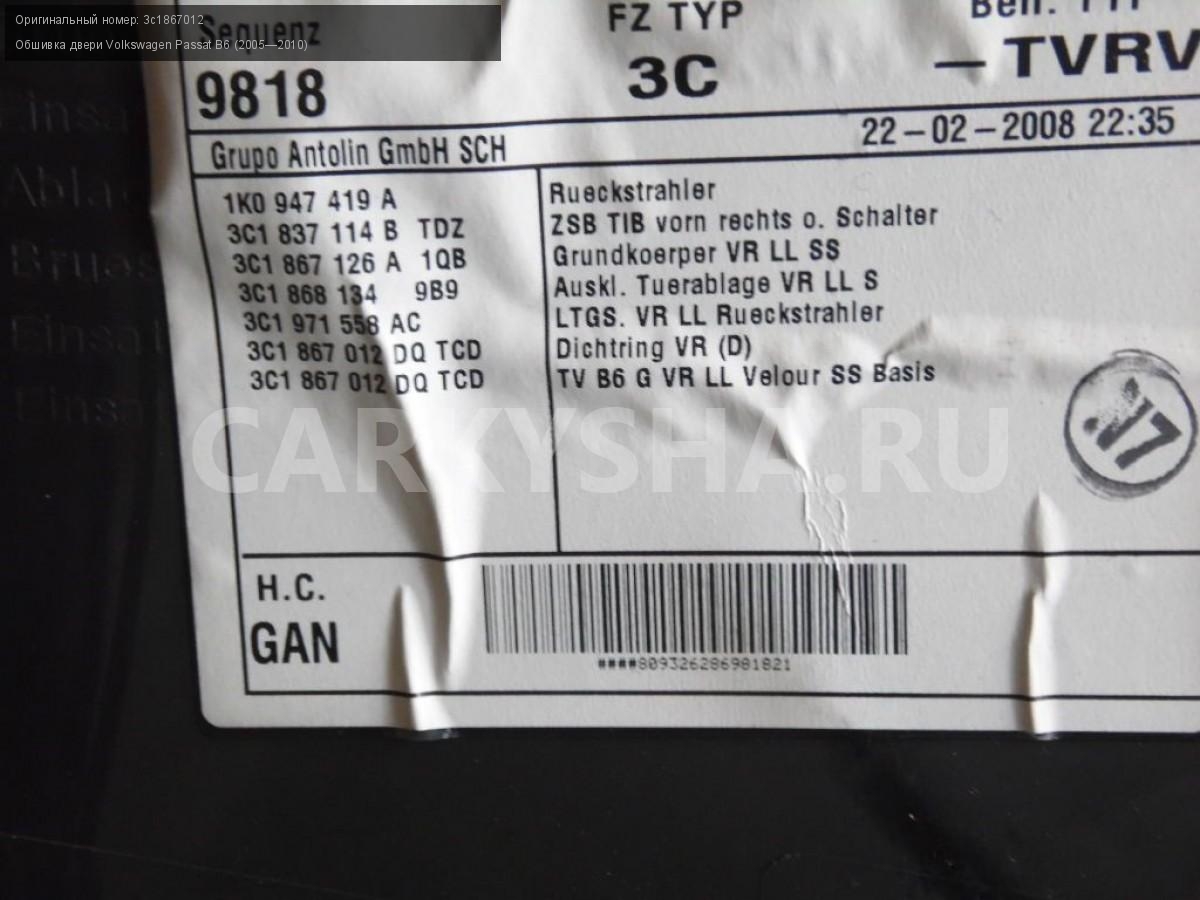 Оригинальный номер: 3c1867012
Обшивка двери Volkswagen Passat B6 (2005—2010)
Sequenz
FZ TYP
9818
3C
— TVRV
Grupo Antolin GmbH SCH
22-02-2008 22:35
1K0 947 419 A Rueckstrahler
3C1 837 114 B TDZ ZSB TIB vorn rechts o. Schalter
3C1 867 126 A 1QB Grundkoerper VR LL SS
3C1 868 134 9B9 Auskl. Tuerablage VR LL S
3C1 971 558 AC LTGS. VR LL Rueckstrahler
3C1 867 012 DQ TCD Dichtring VR (D)
3C1 867 012 DQ TCD TV B6 G VR LL Velour SS Basis
17
CARKYSHA.RU
H.C.
GAN
####809326286981821